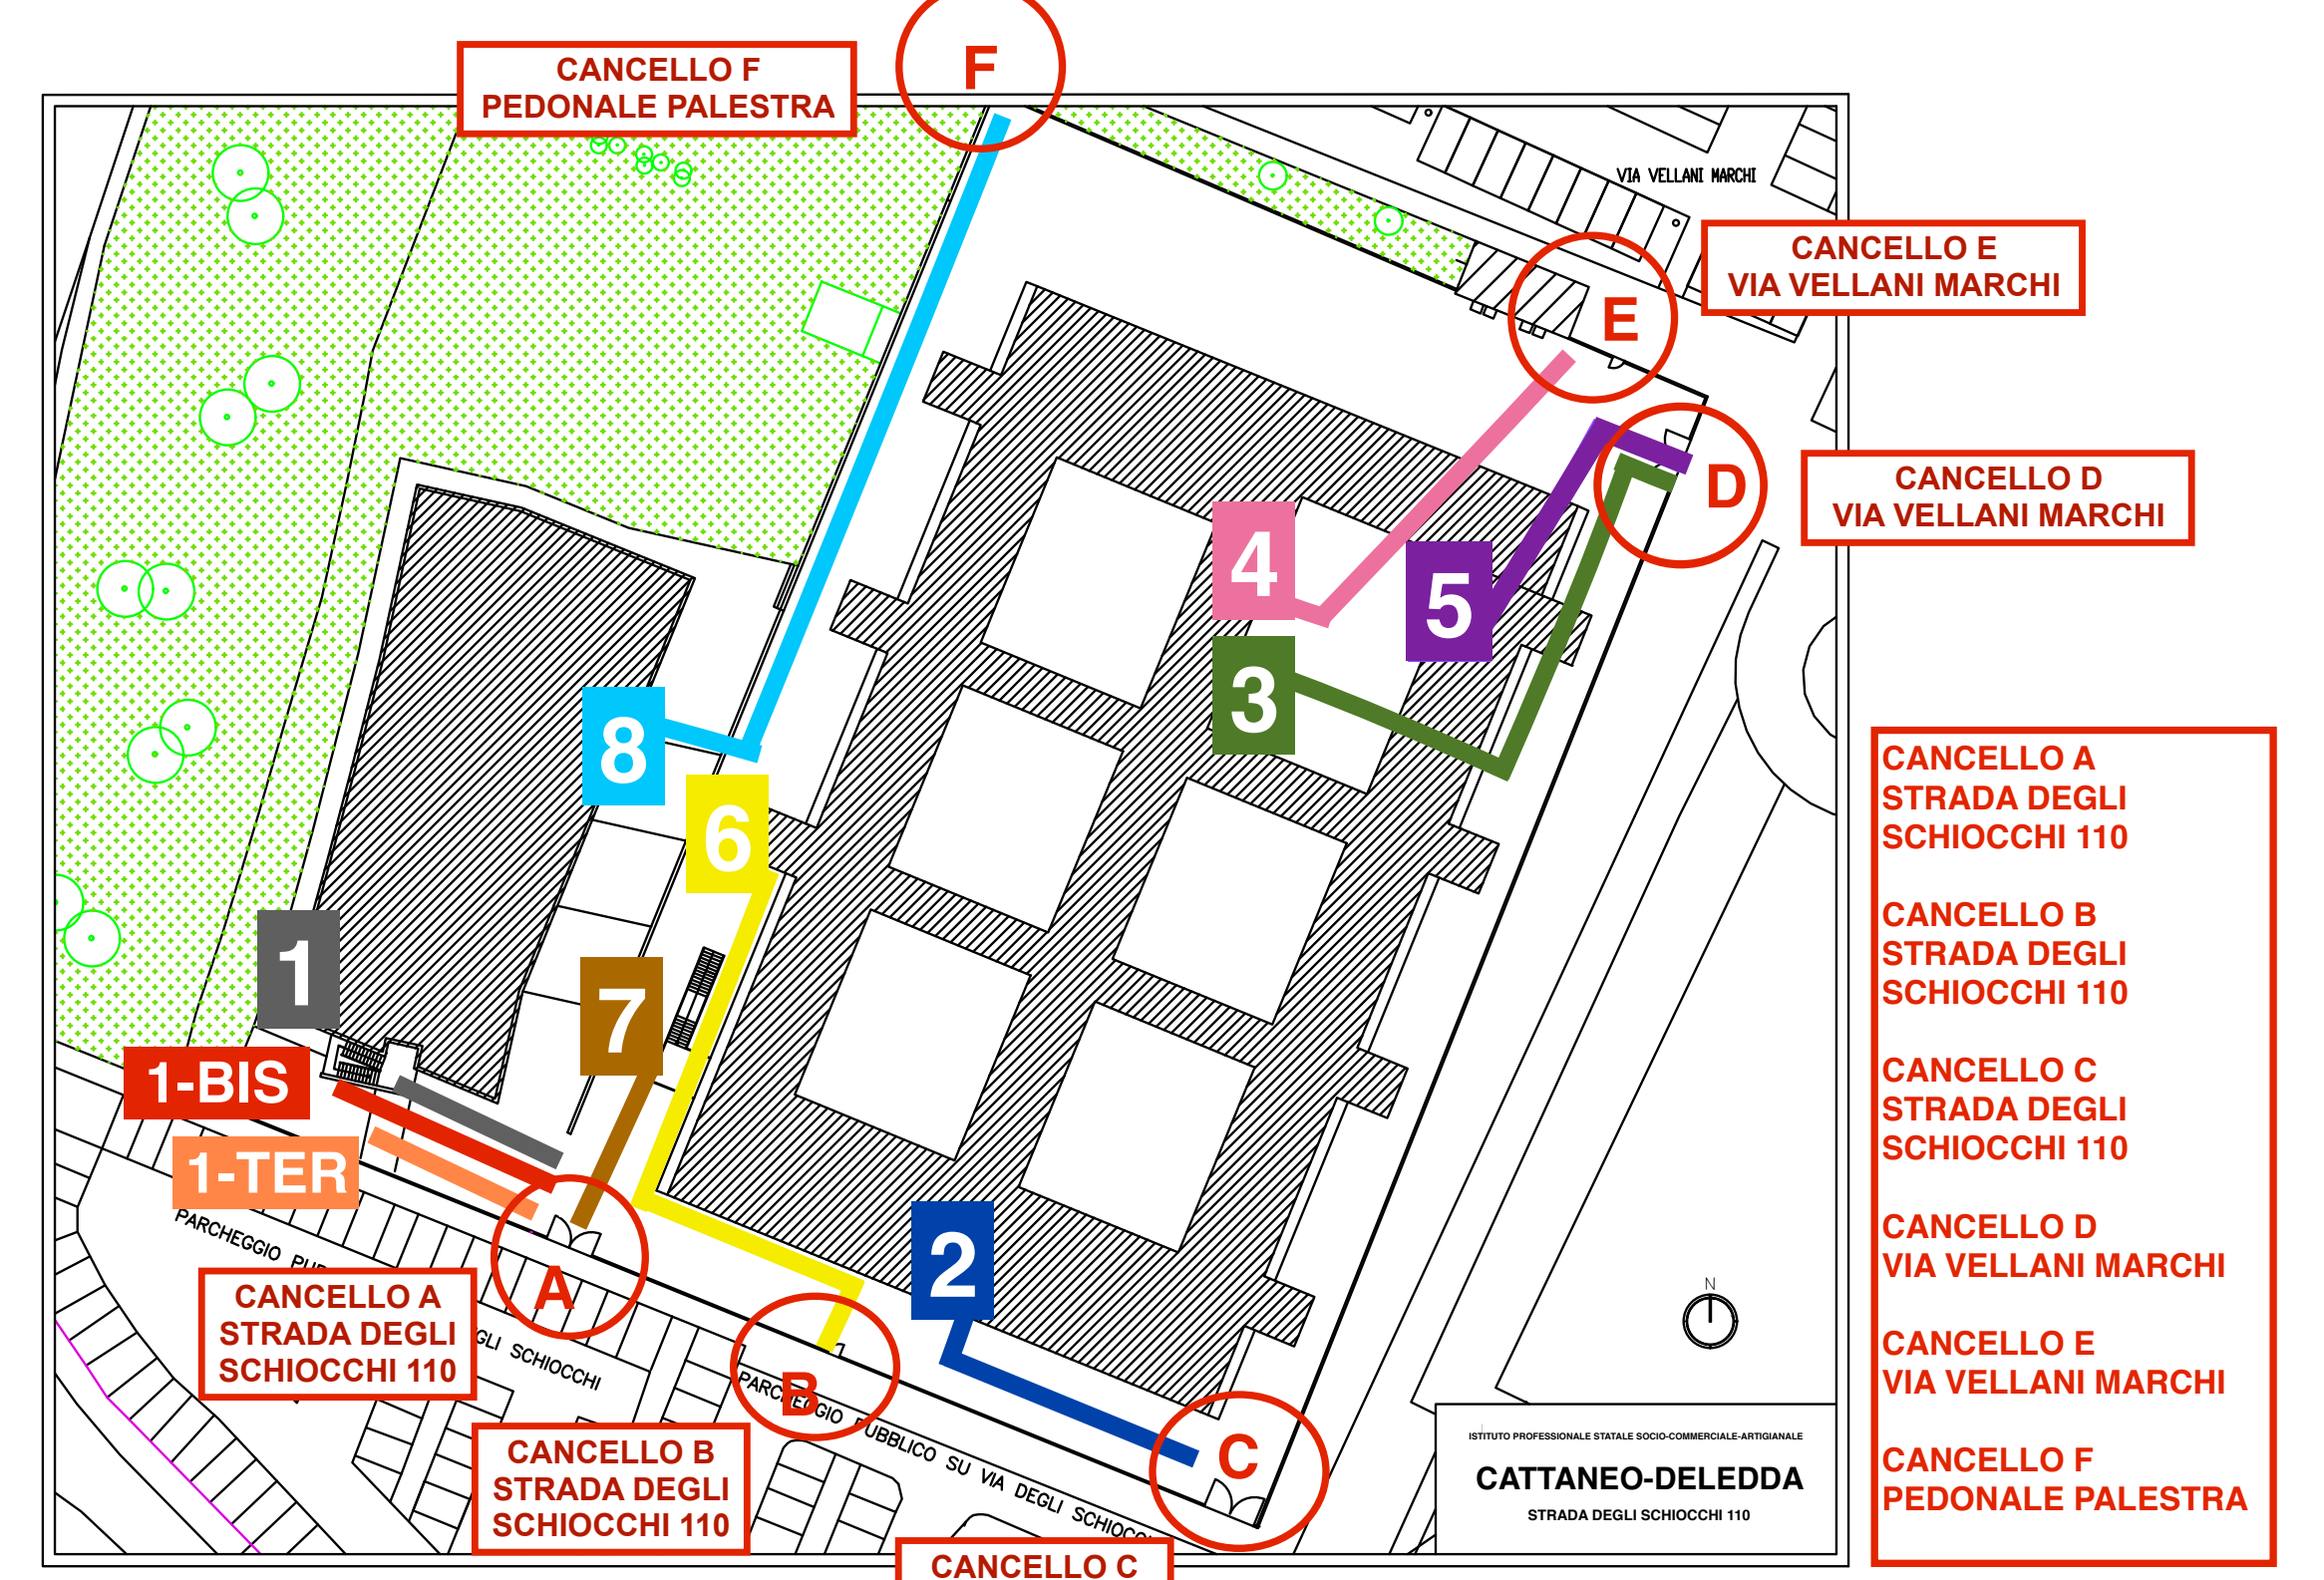 F
CANCELLO F
PEDONALE PALESTRA
VIA VELLANI MARCHI
CANCELLO E
VIA VELLANI MARCHI
E
D
CANCELLO D
VIA VELLANI MARCHI
4
5
3
8
6
1
7
1-BIS
1-TER
2
A
B
C
CANCELLO A
STRADA DEGLI
SCHIOCCHI 110
CANCELLO B
STRADA DEGLI
SCHIOCCHI 110
CANCELLO C
PARCHEGGIO
SCHIOCCHI
PARCHEGGIO PUBBLICO SU VIA DEGLI
N
ISTITUTO PROFESSIONALE STATALE SOCIO-COMMERCIALE-ARTIGIANALE
CATTANEO-DELEDDA
STRADA DEGLI SCHIOCCHI 110
CANCELLO A
STRADA DEGLI
SCHIOCCHI 110
CANCELLO B
STRADA DEGLI
SCHIOCCHI 110
CANCELLO C
STRADA DEGLI
SCHIOCCHI 110
CANCELLO D
VIA VELLANI MARCHI
CANCELLO E
VIA VELLANI MARCHI
CANCELLO F
PEDONALE PALESTRA